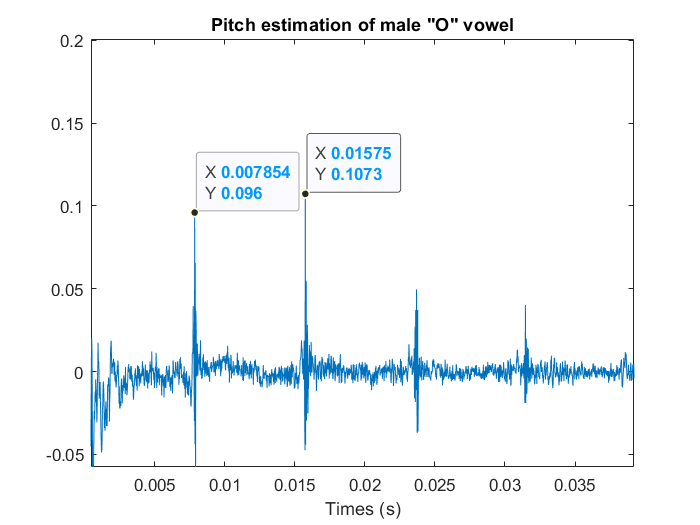 Pitch estimation of male "O" vowel
0.2
0.15
0.1
0.05
0
-0.05
X 0.007854
Y 0.096
X 0.01575
Y 0.1073
0.005 0.01 0.015 0.02 0.025 0.03 0.035
Times (s)